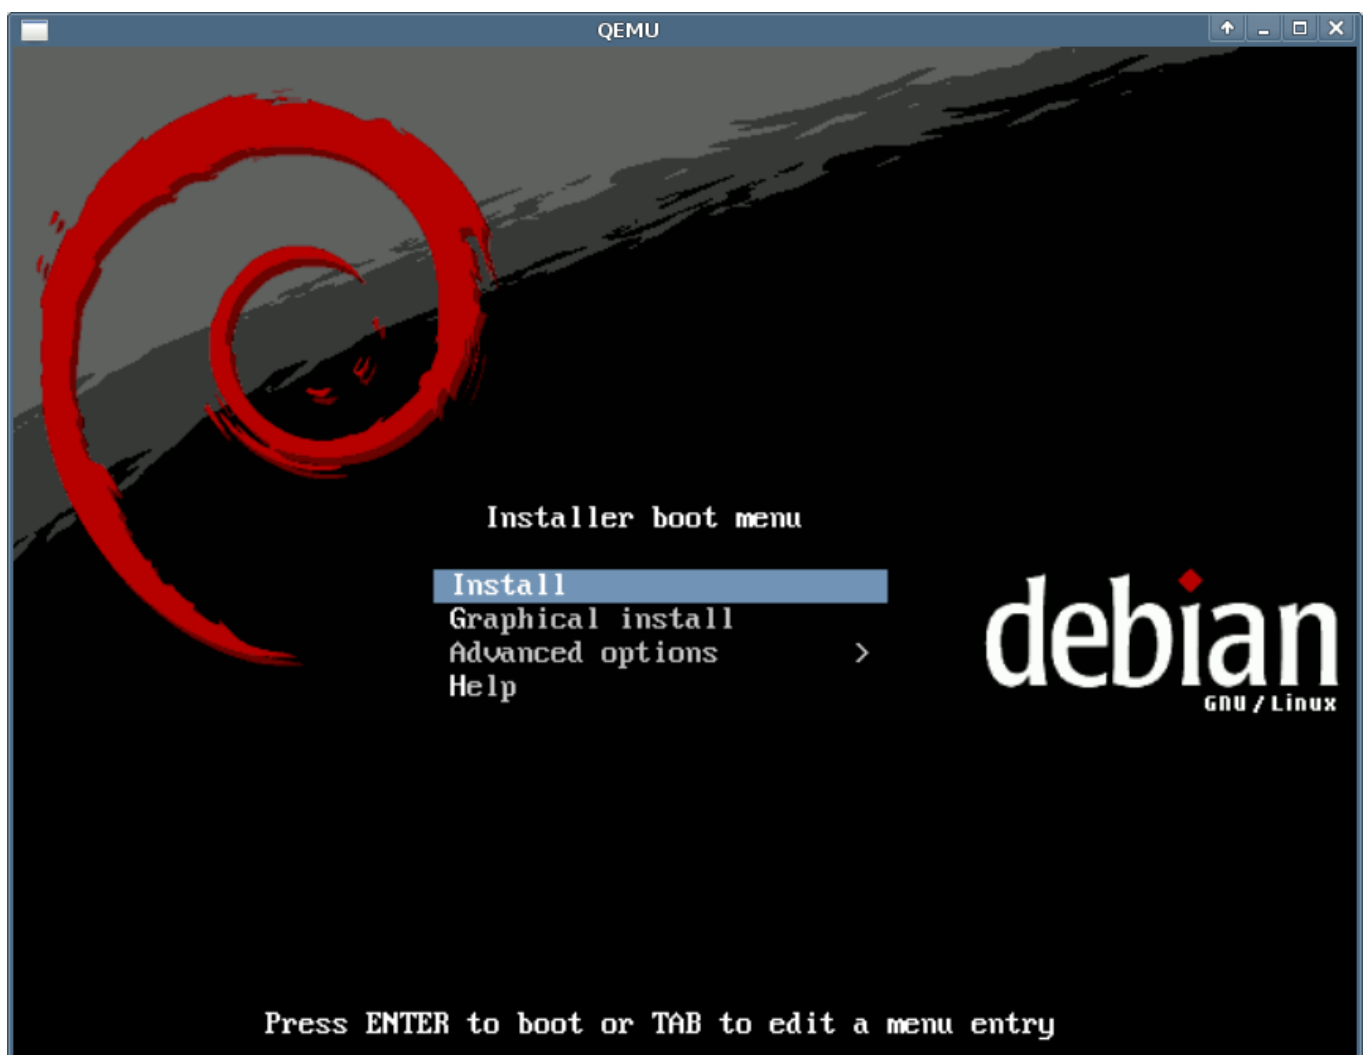 QEMU
Installer boot menu
Install
Graphical install
Advanced options >
Help
debian
GNU / Linux
Press ENTER to boot or TAB to edit a menu entry